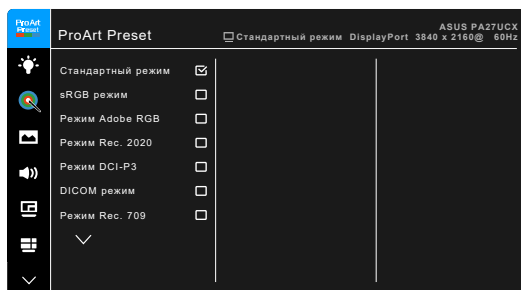 ProArt
Preset
ProArt Preset
ASUS PA27UCX
Стандартный режим DisplayPort 3840 x 2160@ 60Hz
Стандартный режим
sRGB режим
Режим Adobe RGB
Режим Rec. 2020
Режим DCI-P3
DICOM режим
Режим Rec. 709